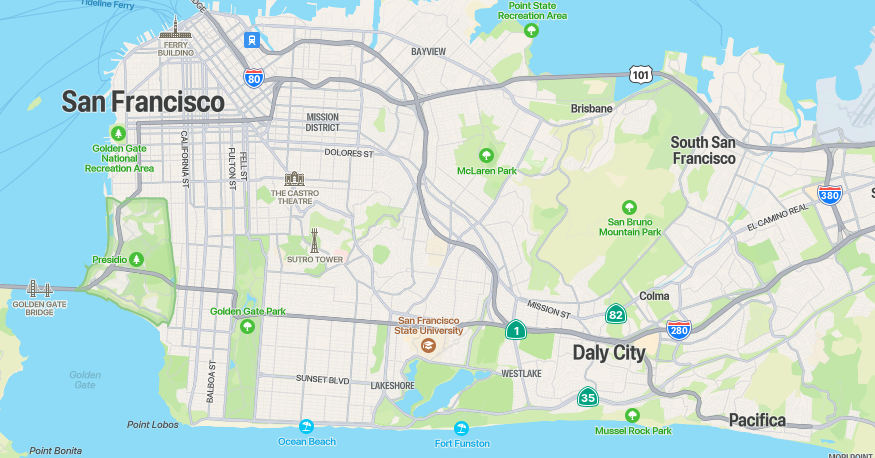 Tideline Ferry
Point State
Recreation Area
FERRY
BUILDING
BAYVIEW
80
101
San Francisco
Brisbane
MISSION
DISTRICT
South San
Francisco
Golden Gate
National
Recreation Area
CALIFORNIA ST
FELL ST
FULTON ST
DOLORES ST
McLaren Park
THE CASTRO
THEATRE
380
EL CAMINO REAL
San Bruno
Mountain Park
SUTRO TOWER
Presidio
GOLDEN GATE
BRIDGE
Colma
Golden Gate Park
MISSION ST
82
San Francisco
State University
1
280
Daly City
Golden
Gate
SUNSET BLVD
LAKESHORE
WESTLAKE
BALBOA ST
35
Point Lobos
Ocean Beach
Fort Funston
Mussel Rock Park
Pacifica
Point Bonita